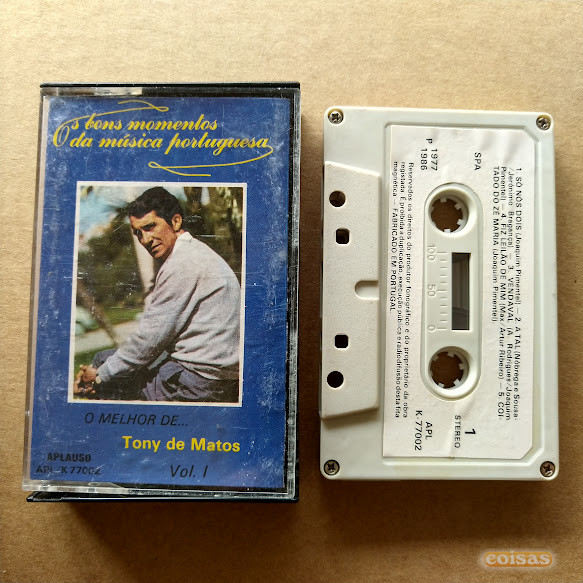 Os bons momentos
da música portuguesa
O MELHOR DE...
Tony de Matos
APLAUSO
APL - K 77002
Vol. I
1. SÓ NÓS DOIS (Joaquim Pimentel) - 2. A TAL (Nóbrega e Sousa-
Jerónimo Bragança) - 3. VENDAVAL (A. Rodrigues/Joaquim
Pimentel) - 4. FIZ LEILÃO DE MIM (Max/Artur Ribeiro) - 5. COI-
TADO DO ZÉ MARIA (Joaquim Pimentel).
SPA
1
STEREO
100 50 0
P 1977
1986
APL
K 77002
Reservados os direitos do produtor fonográfico e do proprietário da obra
registada. É proibida a duplicação, execução pública e radiodifusão desta fita
magnética - FABRICADO EM PORTUGAL
coisas